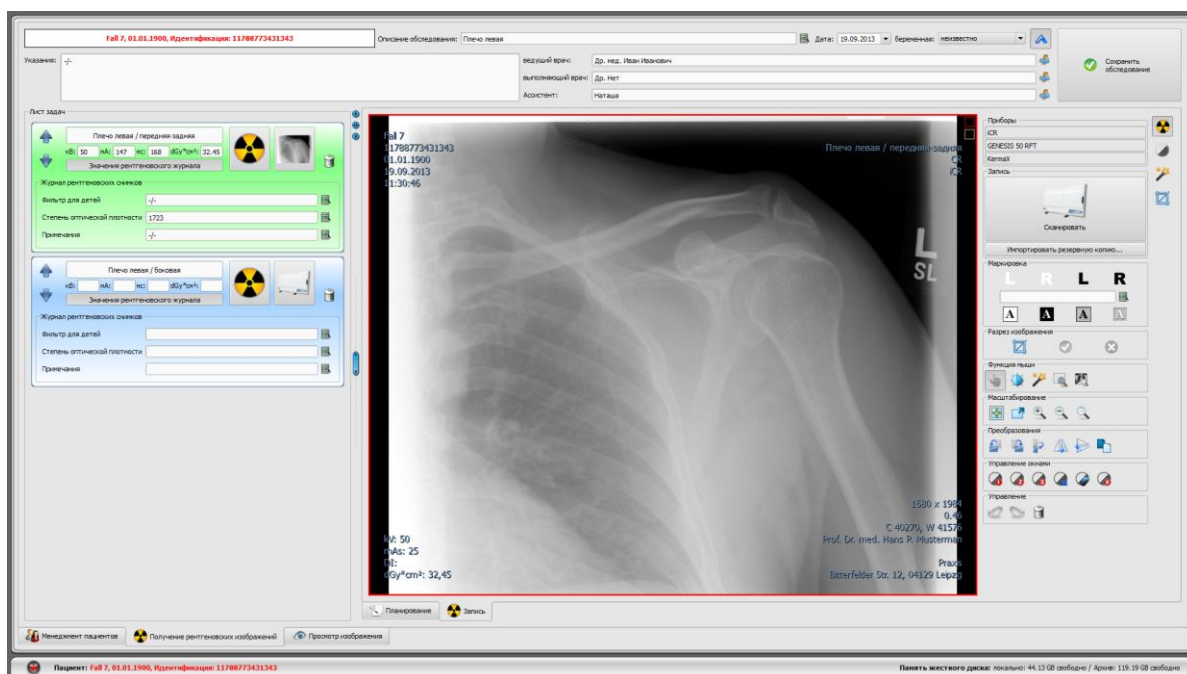 Fall 7, 01.01.1900, Идентификация: 11788773431343
Описание обследования: Плечо левая
Дата: 19.09.2013
беременная: неизвестно
Указания: -/-
ведущий врач: Др. мед. Иван Иванович
выполняющий врач: Др. Нет
Ассистент: Наташа
Сохранить обследование
Лист задач
Плечо левая / передняя-задняя
кВ: 50 мА: 147 мс: 168 dGy*cm²: 32.45
Значения рентгеновского журнала
Журнал рентгеновских снимков
Фильтр для детей -/-
Степень оптической плотности 1723
Примечания -/-
Плечо левая / боковая
кВ: мА: мс: dGy*cm²:
Значения рентгеновского журнала
Журнал рентгеновских снимков
Фильтр для детей
Степень оптической плотности
Примечания
Fall 7
11788773431343
01.01.1900
19.09.2013
11:30:46
Плечо левая / передняя-задняя
CR
iCR
L
SL
kV: 50
mAs: 25
DI:
dGy*cm²: 32,45
1680 x 1984
0.46
C 40270, W 41576
Prof. Dr. med. Hans P. Musterman
Praxis
Bitterfelder Str. 12, 04129 Leipzig
Планирование
Запись
Приборы
iCR
GENESIS 50 RFT
KermaX
Запись
Сканировать
Импортировать резервную копию...
Маркировка
L R L R
A A A A
Разрез изображения
Функция мыши
Масштабирование
Преобразования
Управление окнами
Управление
Менеджмент пациентов
Получение рентгеновских изображений
Просмотр изображения
Пациент: Fall 7, 01.01.1900, Идентификация: 11788773431343
Память жесткого диска: локально: 44.13 GB свободно / Архив: 119.19 GB свободно